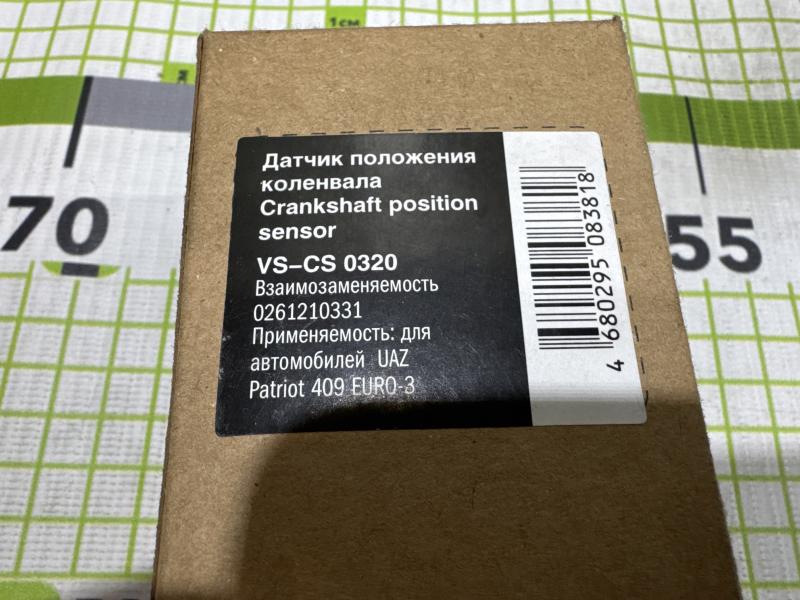 1см
Датчик положения
коленвала
Crankshaft position
sensor
VS–CS 0320
Взаимозаменяемость
0261210331
Применяемость: для
автомобилей UAZ
Patriot 409 EURO-3
4 680295 083818
70
55